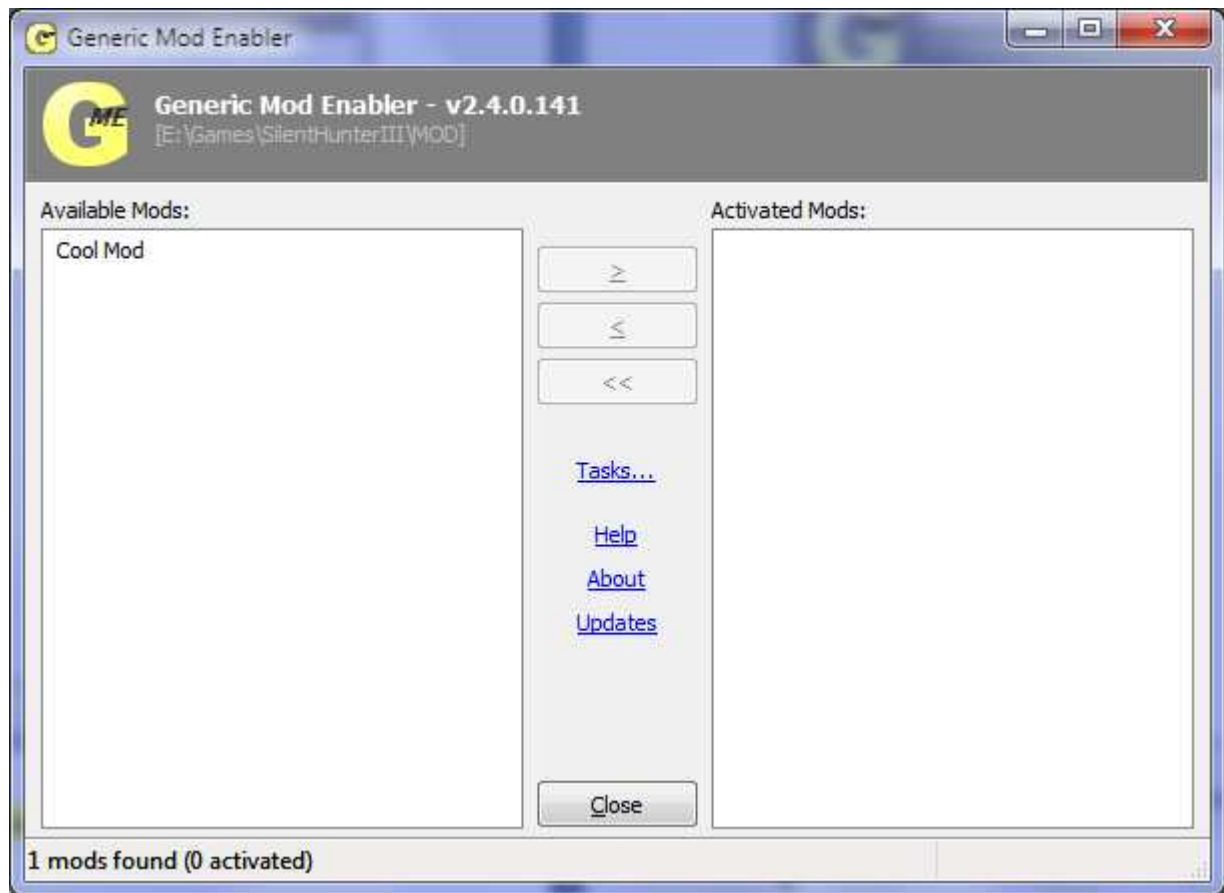 Generic Mod Enabler
GME
Generic Mod Enabler - v2.4.0.141
[E:\Games\SilentHunterIII\MOD]
Available Mods:
Activated Mods:
Cool Mod
>
<
<<
Tasks...
Help
About
Updates
Close
1 mods found (0 activated)